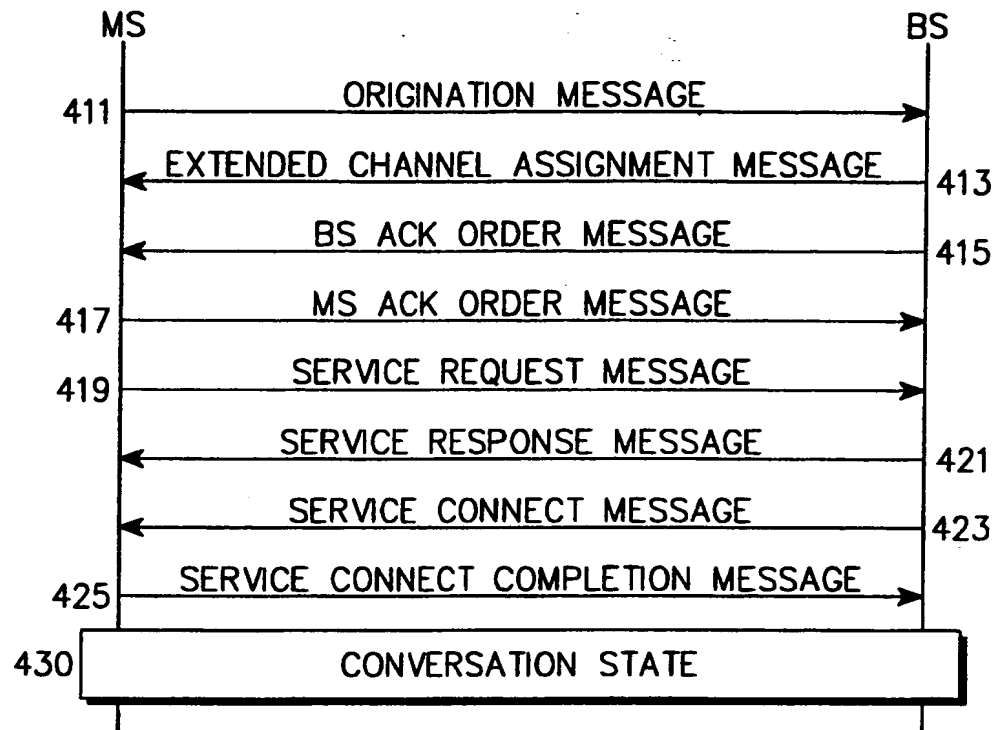 MS BS
411 ORIGINATION MESSAGE
EXTENDED CHANNEL ASSIGNMENT MESSAGE 413
BS ACK ORDER MESSAGE 415
417 MS ACK ORDER MESSAGE
419 SERVICE REQUEST MESSAGE
SERVICE RESPONSE MESSAGE 421
SERVICE CONNECT MESSAGE 423
425 SERVICE CONNECT COMPLETION MESSAGE
430 CONVERSATION STATE